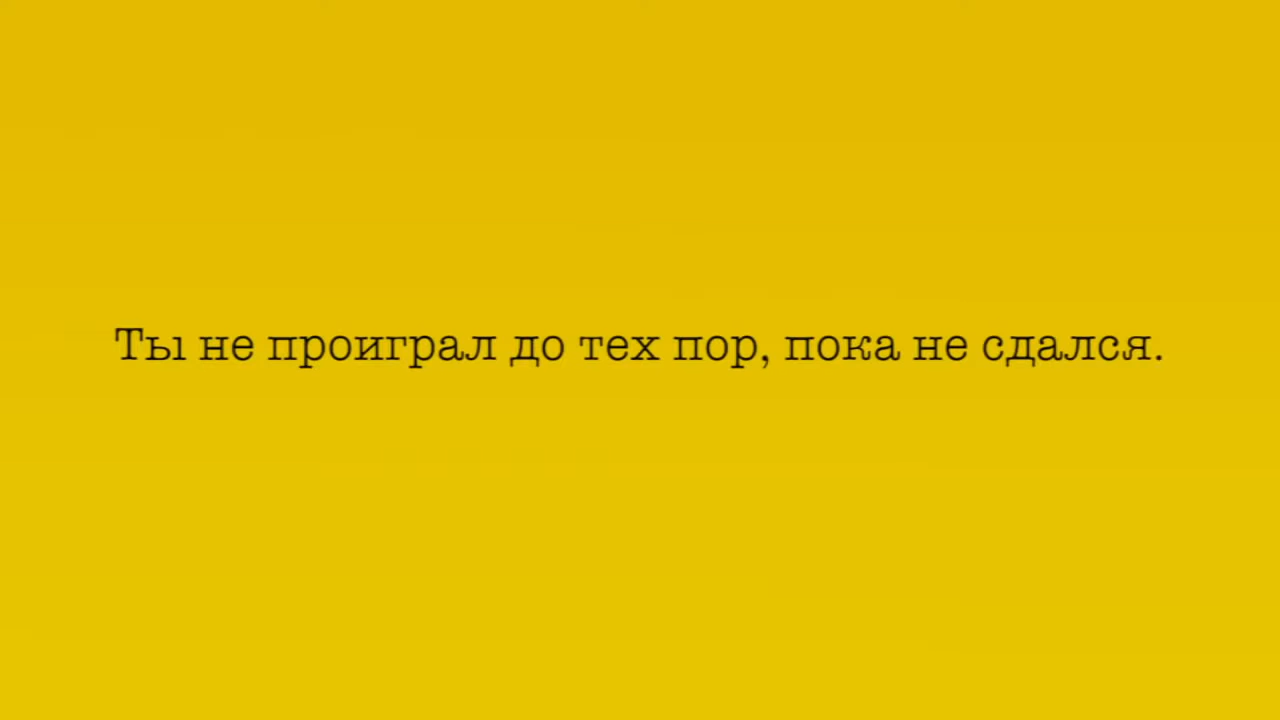 Ты не проиграл до тех пор, пока не сдался.